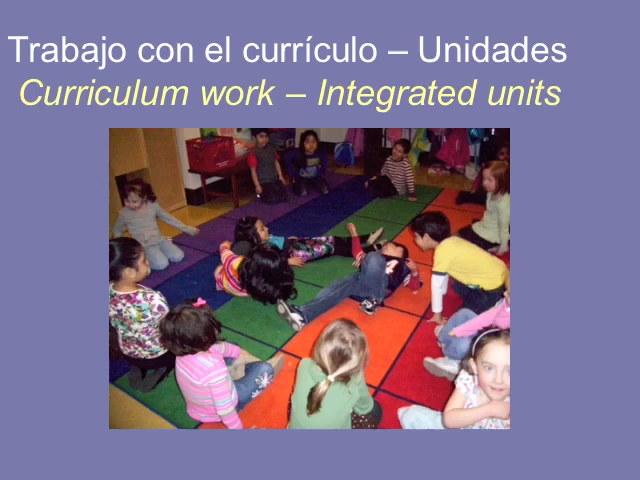 Trabajo con el currículo – Unidades
Curriculum work – Integrated units